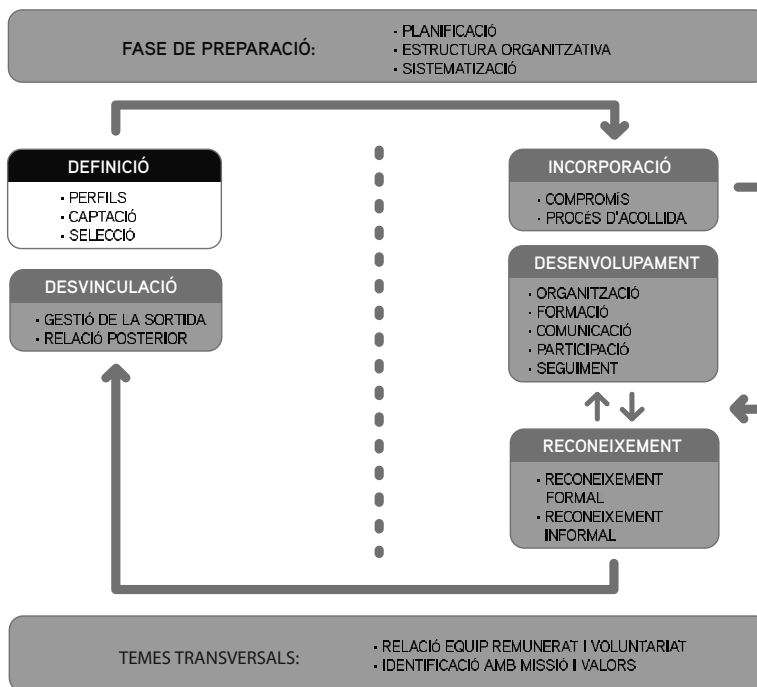 FASE DE PREPARACIÓ:
· PLANIFICACIÓ
· ESTRUCTURA ORGANITZATIVA
· SISTEMATIZACIÓ
DEFINICIÓ
· PERFILS
· CAPTACIÓ
· SELECCIÓ
DESVINCULACIÓ
· GESTIÓ DE LA SORTIDA
· RELACIÓ POSTERIOR
INCORPORACIÓ
· COMPROMÍS
· PROCÉS D'ACOLLIDA
DESENVOLUPAMENT
· ORGANITZACIÓ
· FORMACIÓ
· COMUNICACIÓ
· PARTICIPACIÓ
· SEGUIMENT
RECONEIXEMENT
· RECONEIXEMENT
FORMAL
· RECONEIXEMENT
INFORMAL
TEMES TRANSVERSALS:
· RELACIÓ EQUIP REMUNERAT I VOLUNTARIAT
· IDENTIFICACIÓ AMB MISSIÓ I VALORS